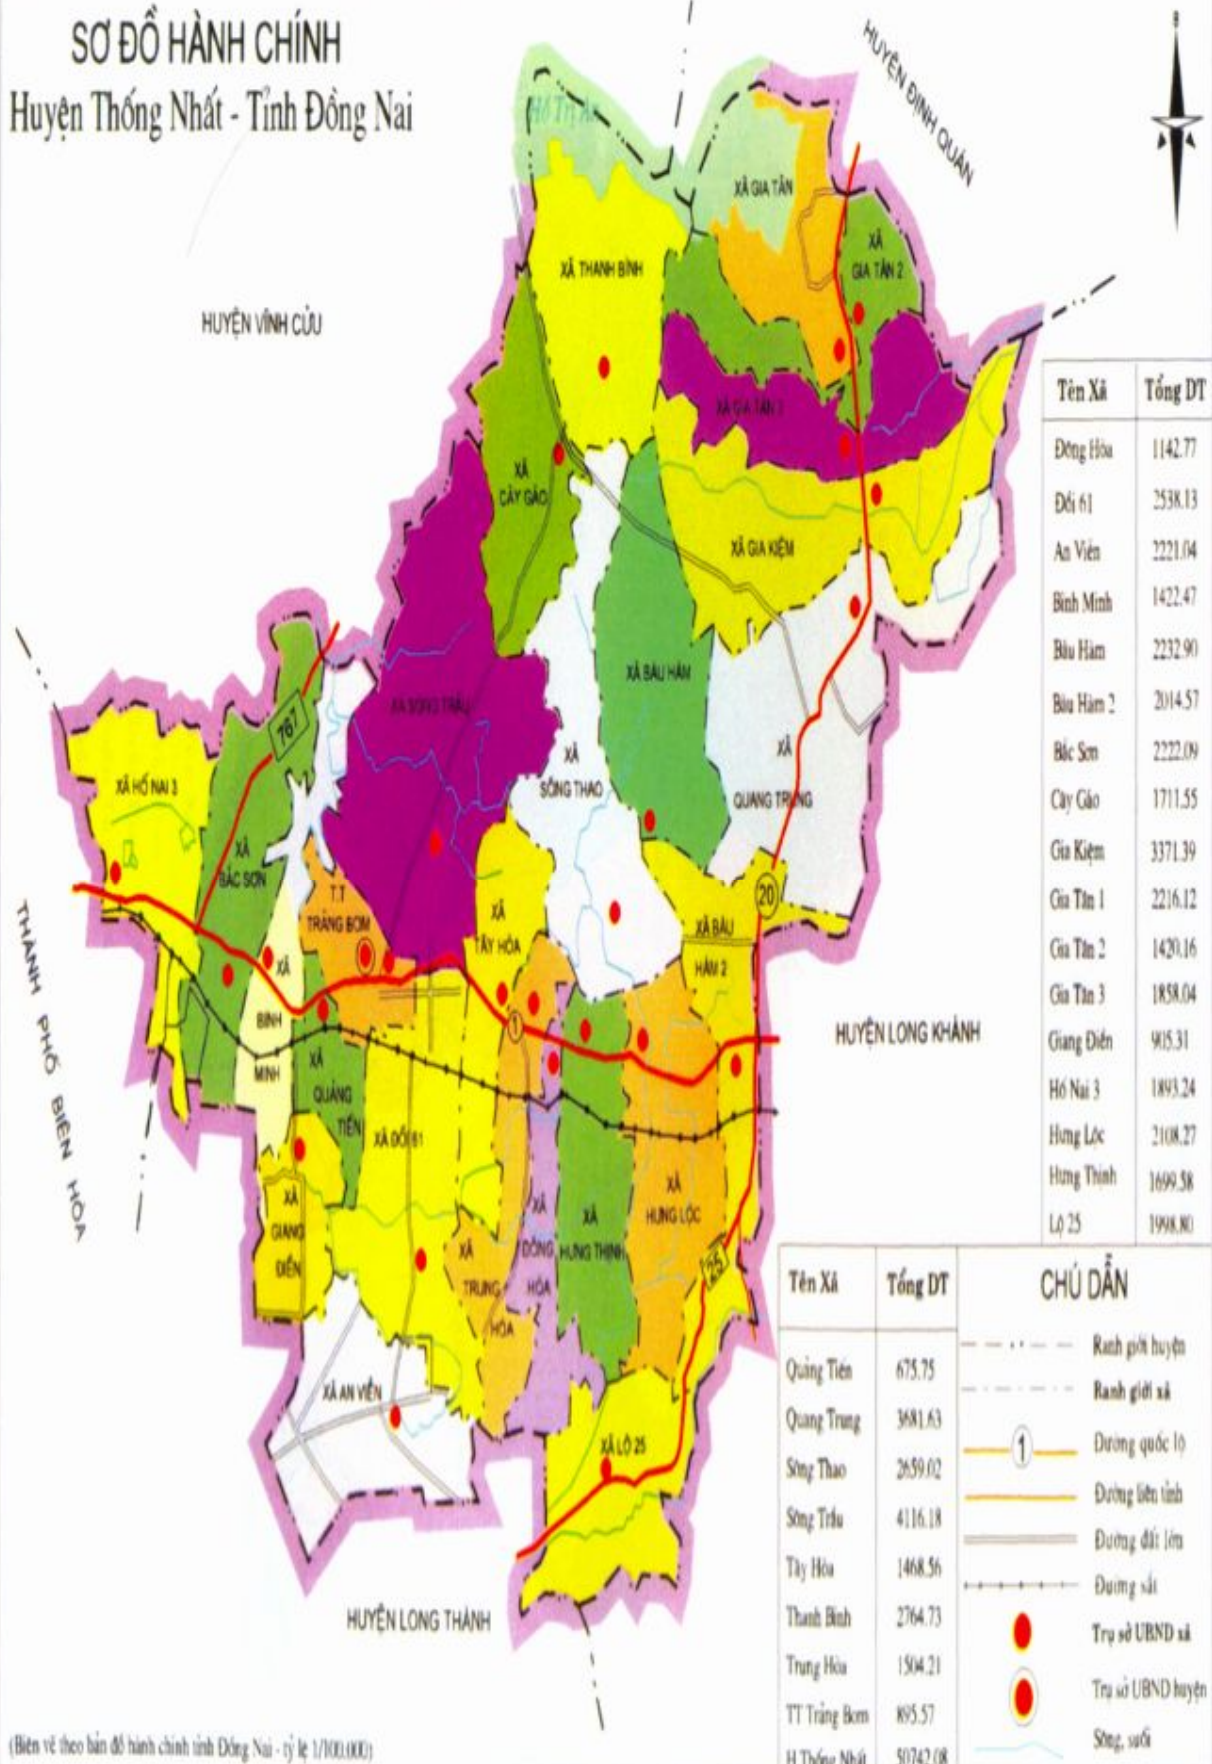 SƠ ĐỒ HÀNH CHÍNH
Huyện Thống Nhất - Tỉnh Đồng Nai
HUYỆN ĐỊNH QUÁN
B
Hồ Trị An
XÃ GIA TÂN
XÃ
GIA TÂN 2
XÃ THANH BÌNH
HUYỆN VĨNH CỬU
XÃ GIA TÂN 3
XÃ
CÂY GÁO
XÃ GIA KIỆM
XÃ BÀU HÀM
XÃ SÔNG TRẦU
767
XÃ
SÔNG THAO
XÃ
QUANG TRUNG
XÃ HỐ NAI 3
XÃ
BẮC SƠN
T.T
TRẢNG BOM
XÃ
TÂY HÒA
20
XÃ BÀU
HÀM 2
XÃ
BÌNH
MINH
1
HUYỆN LONG KHÁNH
THÀNH PHỐ BIÊN HÒA
XÃ
QUẢNG
TIẾN
XÃ ĐỒI 61
XÃ
GIANG
ĐIỀN
XÃ
TRUNG
HÒA
XÃ
ĐÔNG
HÒA
XÃ
HƯNG THỊNH
XÃ
HƯNG LỘC
25
XÃ AN VIỄN
XÃ LỘ 25
HUYỆN LONG THÀNH
Tên Xã Tổng DT
Đông Hòa 1142.77
Đồi 61 2538.13
An Viễn 2221.04
Bình Minh 1422.47
Bàu Hàm 2232.90
Bàu Hàm 2 2014.57
Bắc Sơn 2222.09
Cây Gáo 1711.55
Gia Kiệm 3371.39
Gia Tân 1 2216.12
Gia Tân 2 1420.16
Gia Tân 3 1858.04
Giang Điền 905.31
Hố Nai 3 1893.24
Hưng Lộc 2108.27
Hưng Thịnh 1699.58
Lộ 25 1998.80
Tên Xã Tổng DT
Quảng Tiến 675.75
Quang Trung 3681.63
Sông Thao 2659.02
Sông Trầu 4116.18
Tây Hòa 1468.56
Thanh Bình 2764.73
Trung Hòa 1504.21
TT Trảng Bom 895.57
H.Thống Nhất 50742.08
CHÚ DẪN
Ranh giới huyện
Ranh giới xã
1 Đường quốc lộ
Đường liên tỉnh
Đường đất lớn
Đường sắt
Trụ sở UBND xã
Trụ sở UBND huyện
Sông, suối
(Biên vẽ theo bản đồ hành chính tỉnh Đồng Nai - tỷ lệ 1/100.000)